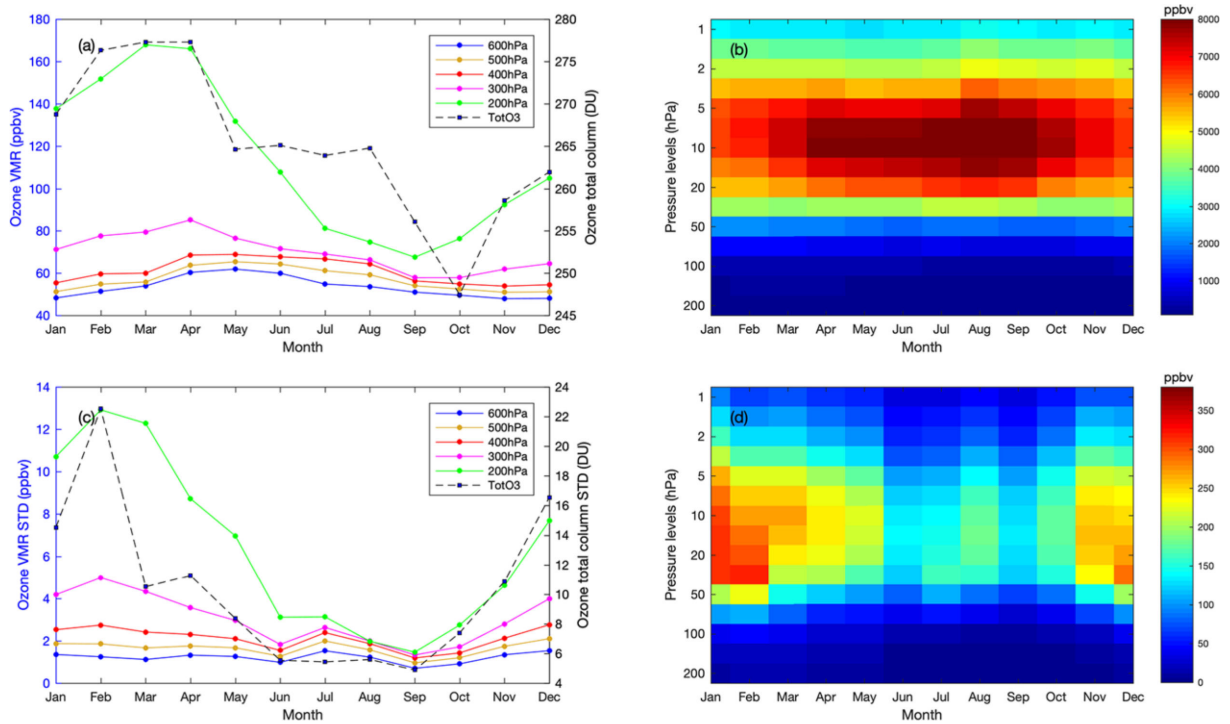 (a)
Ozone VMR (ppbv)
180
160
140
120
100
80
60
40
Ozone total column (DU)
280
275
270
265
260
255
250
245
600hPa
500hPa
400hPa
300hPa
200hPa
TotO3
Jan Feb Mar Apr May Jun Jul Aug Sep Oct Nov Dec
Month
(b)
ppbv
Pressure levels (hPa)
1
2
5
10
20
50
100
200
Jan Feb Mar Apr May Jun Jul Aug Sep Oct Nov Dec
Month
8000
7000
6000
5000
4000
3000
2000
1000
(c)
Ozone VMR STD (ppbv)
14
12
10
8
6
4
2
0
Ozone total column STD (DU)
24
22
20
18
16
14
12
10
8
6
4
600hPa
500hPa
400hPa
300hPa
200hPa
TotO3
Jan Feb Mar Apr May Jun Jul Aug Sep Oct Nov Dec
Month
(d)
ppbv
Pressure levels (hPa)
1
2
5
10
20
50
100
200
Jan Feb Mar Apr May Jun Jul Aug Sep Oct Nov Dec
Month
350
300
250
200
150
100
50
0